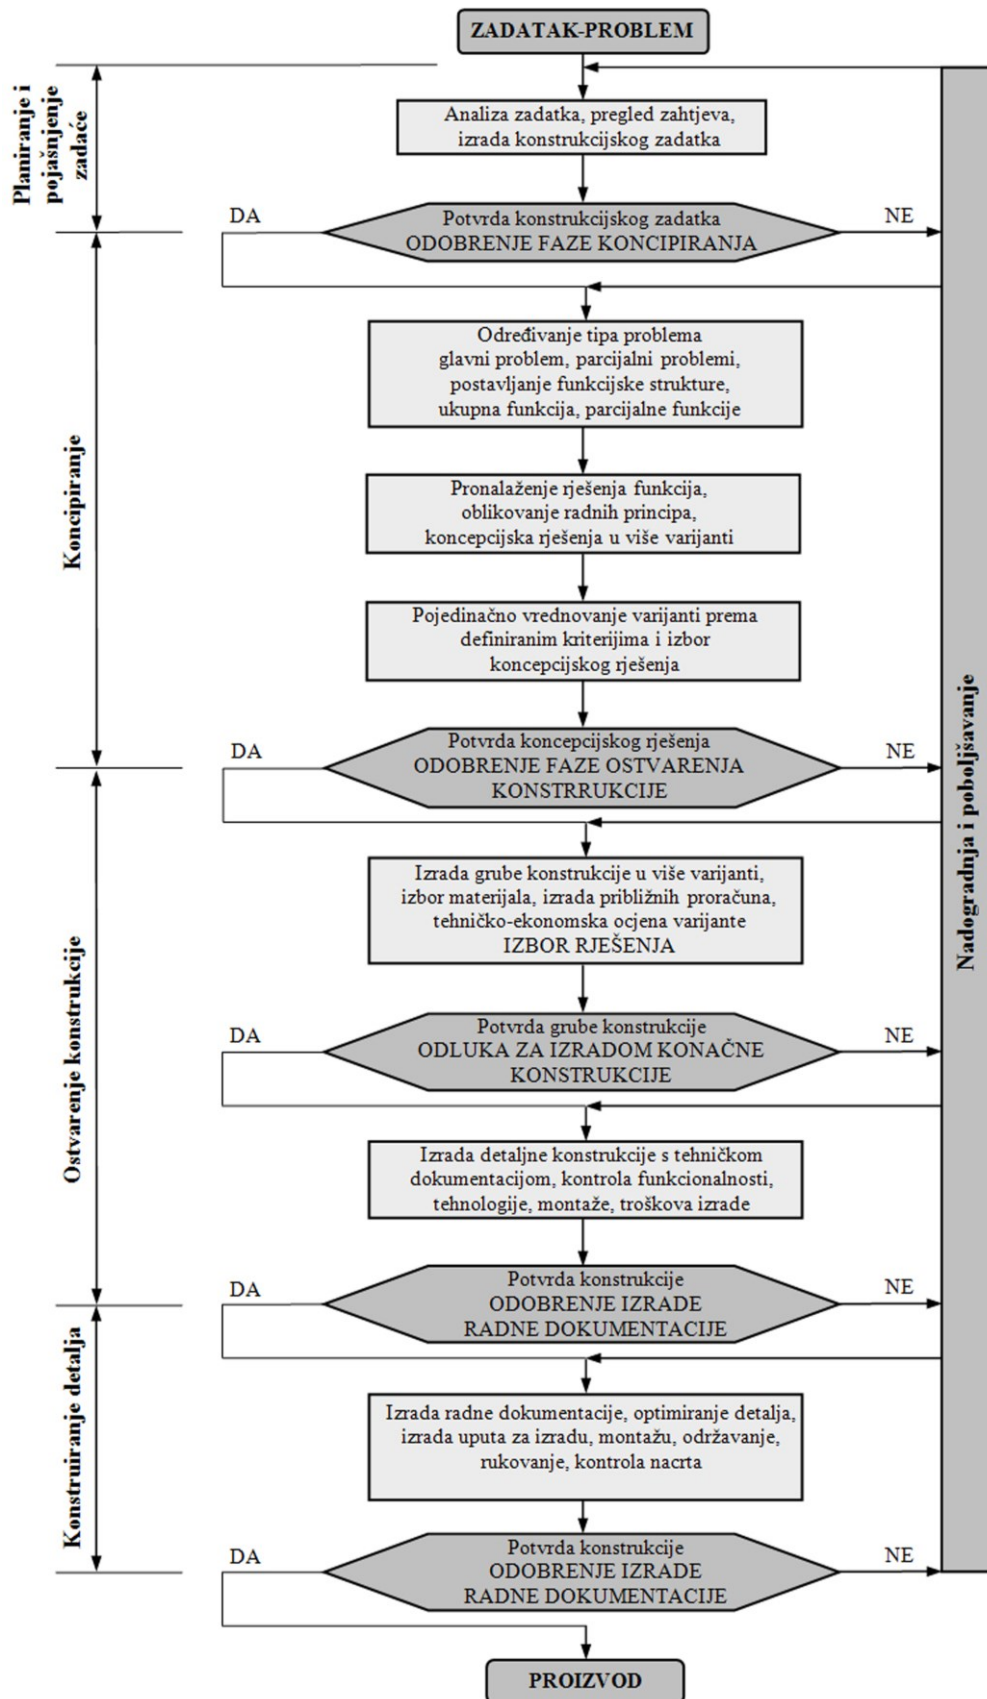 ZADATAK-PROBLEM
Planiranje i
pojašnjenje
zadaće
Analiza zadatka, pregled zahtjeva,
izrada konstrukcijskog zadatka
DA
Potvrda konstrukcijskog zadatka
ODOBRENJE FAZE KONCIPIRANJA
NE
Koncipiranje
Određivanje tipa problema
glavni problem, parcijalni problemi,
postavljanje funkcijske strukture,
ukupna funkcija, parcijalne funkcije
Pronalaženje rješenja funkcija,
oblikovanje radnih principa,
koncepcijska rješenja u više varijanti
Pojedinačno vrednovanje varijanti prema
definiranim kriterijima i izbor
koncepcijskog rješenja
DA
Potvrda koncepcijskog rješenja
ODOBRENJE FAZE OSTVARENJA
KONSTRRUKCIJE
NE
Nadogradnja i poboljšavanje
Ostvarenje konstrukcije
Izrada grube konstrukcije u više varijanti,
izbor materijala, izrada približnih proračuna,
tehničko-ekonomska ocjena varijante
IZBOR RJEŠENJA
DA
Potvrda grube konstrukcije
ODLUKA ZA IZRADOM KONAČNE
KONSTRUKCIJE
NE
Izrada detaljne konstrukcije s tehničkom
dokumentacijom, kontrola funkcionalnosti,
tehnologije, montaže, troškova izrade
DA
Potvrda konstrukcije
ODOBRENJE IZRADE
RADNE DOKUMENTACIJE
NE
Konstruiranje detalja
Izrada radne dokumentacije, optimiranje detalja,
izrada uputa za izradu, montažu, održavanje,
rukovanje, kontrola nacrta
DA
Potvrda konstrukcije
ODOBRENJE IZRADE
RADNE DOKUMENTACIJE
NE
PROIZVOD